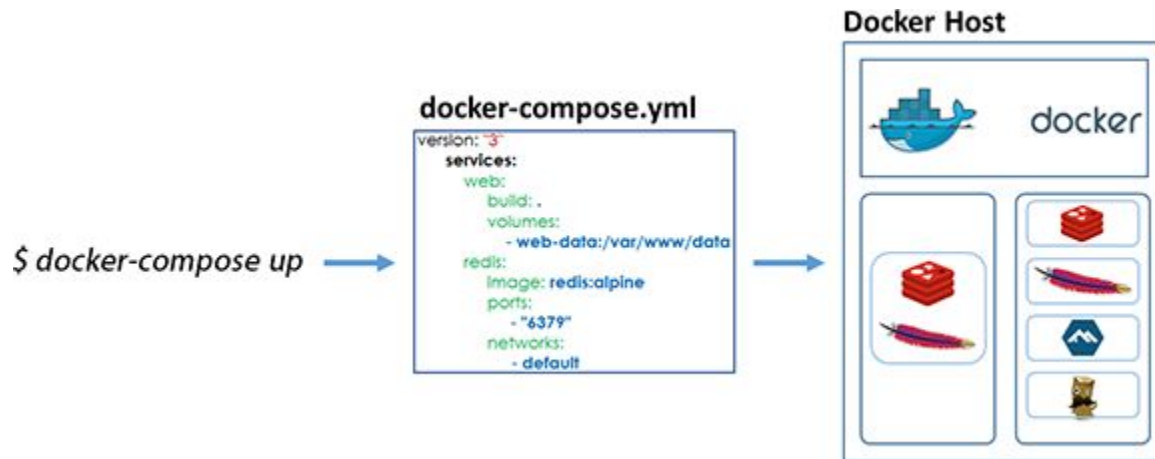 Docker Host
docker
docker-compose.yml
version: "3"
services:
web:
build: .
volumes:
- web-data:/var/www/data
redis:
image: redis:alpine
ports:
- "6379"
networks:
- default
$ docker-compose up